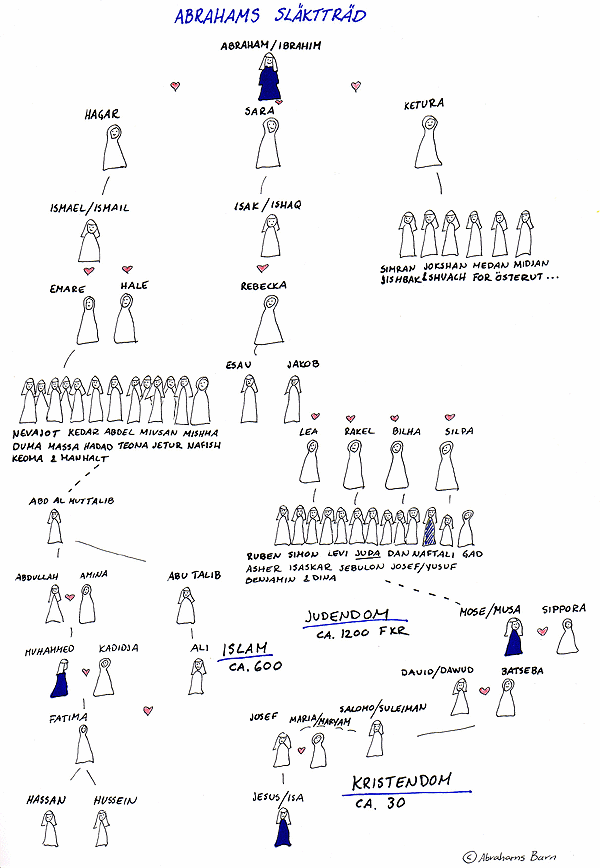 ABRAHAMS SLÄKTTRÄD
ABRAHAM/IBRAHIM
HAGAR
SARA
KETURA
ISMAEL/ISMAIL
ISAK/ISHAQ
SIMRAN JOKSHAN MEDAN MIDJAN
JISHBAK & SHUACH FOR ÖSTERUT...
EMARE
HALE
REBECKA
ESAU
JAKOB
NEVAJOT KEDAR ABDEL MIVSAN MISHMA
DUMA MASSA HADAD TEONA JETUR NAFISH
KEOMA & MAHHALT
LEA
RAKEL
BILHA
SILPA
ABD AL MUTTALIB
RUBEN SIMON LEVI JUDA DAN NAFTALI GAD
ASHER ISASKAR SEBULON JOSEF/YUSUF
BENJAMIN & DINA
ABDULLAH
AMINA
ABU TALIB
JUDENDOM
CA. 1200 FKR
MOSE/MUSA
SIPPORA
MUHAMMED
KADIDJA
ALI
ISLAM
CA. 600
DAVID/DAWUD
BATSEBA
FATIMA
JOSEF
MARIA/MARYAM
SALOMO/SULEIMAN
KRISTENDOM
CA. 30
HASSAN
HUSSEIN
JESUS/ISA
© Abrahams Barn